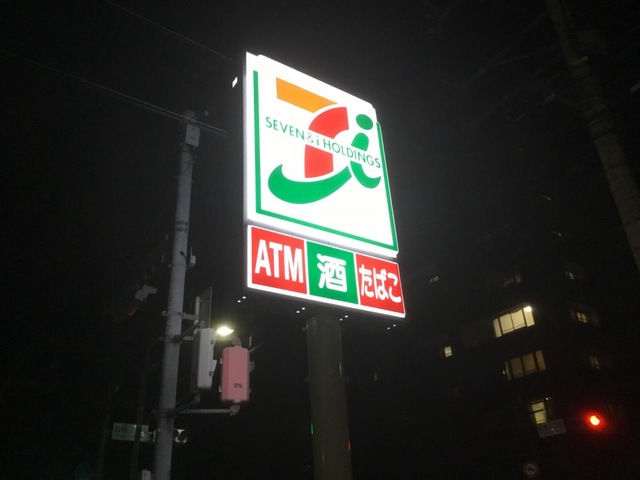 SEVEN & i HOLDINGS
ATM 酒 たばこ